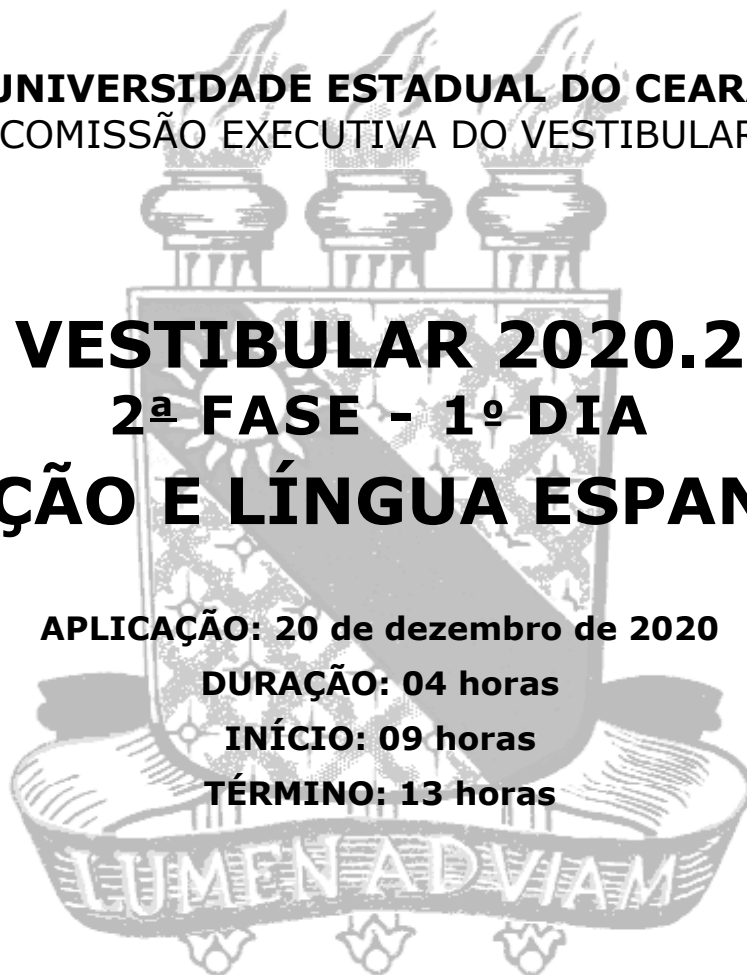 UNIVERSIDADE ESTADUAL DO CEARÁ
COMISSÃO EXECUTIVA DO VESTIBULAR
VESTIBULAR 2020.2
2ª FASE - 1º DIA
ÇÃO E LÍNGUA ESPAN
APLICAÇÃO: 20 de dezembro de 2020
DURAÇÃO: 04 horas
INÍCIO: 09 horas
TÉRMINO: 13 horas
LUMEN AD VIAM